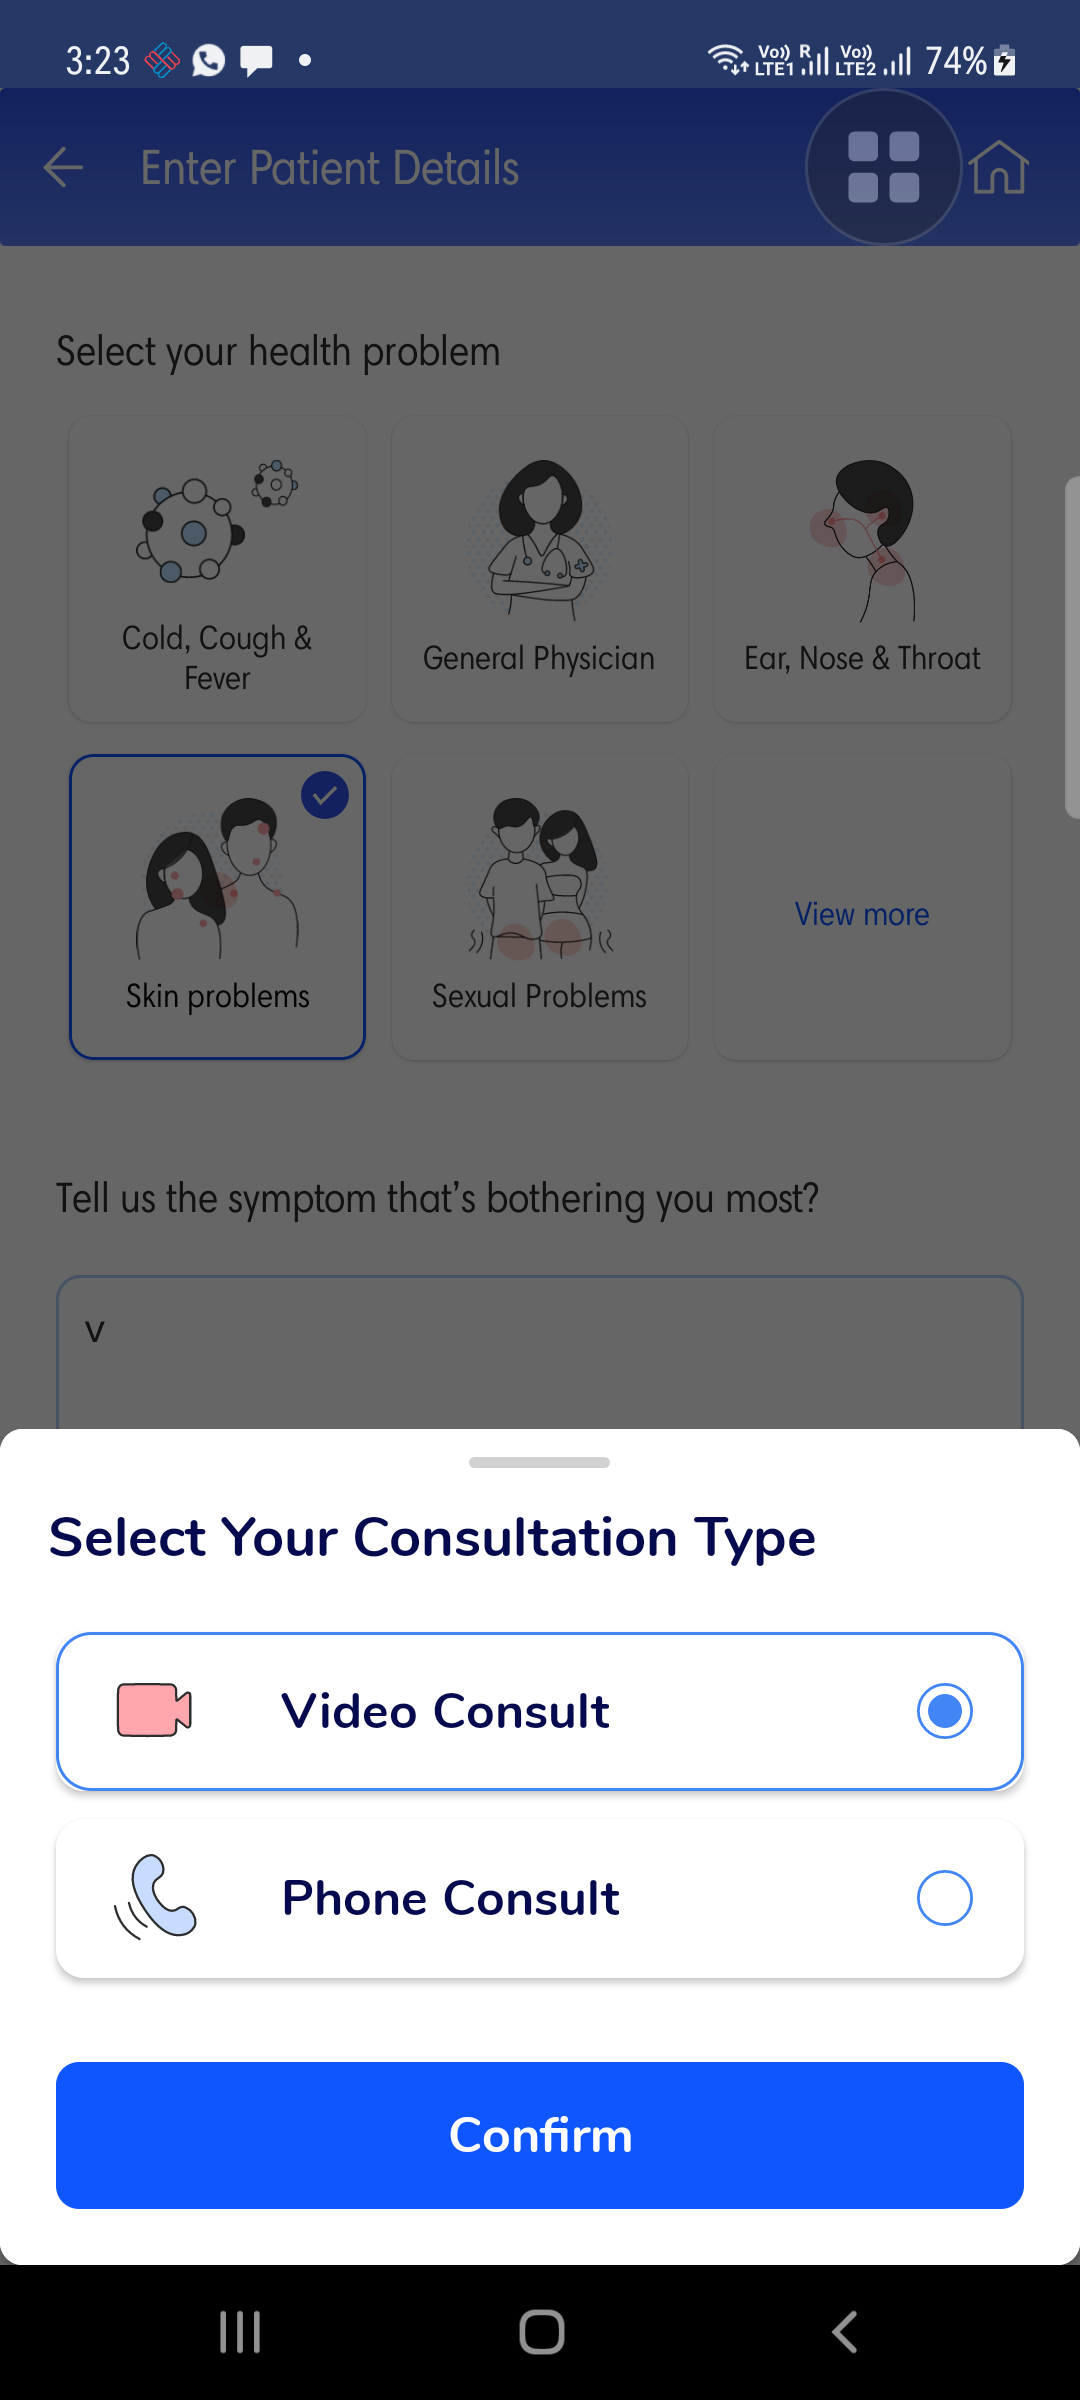 3:23
Vo)) LTE1 R Vo)) LTE2 74%
Enter Patient Details
Select your health problem
Cold, Cough &
Fever
General Physician
Ear, Nose & Throat
Skin problems
Sexual Problems
View more
Tell us the symptom that’s bothering you most?
v
Select Your Consultation Type
Video Consult
Phone Consult
Confirm